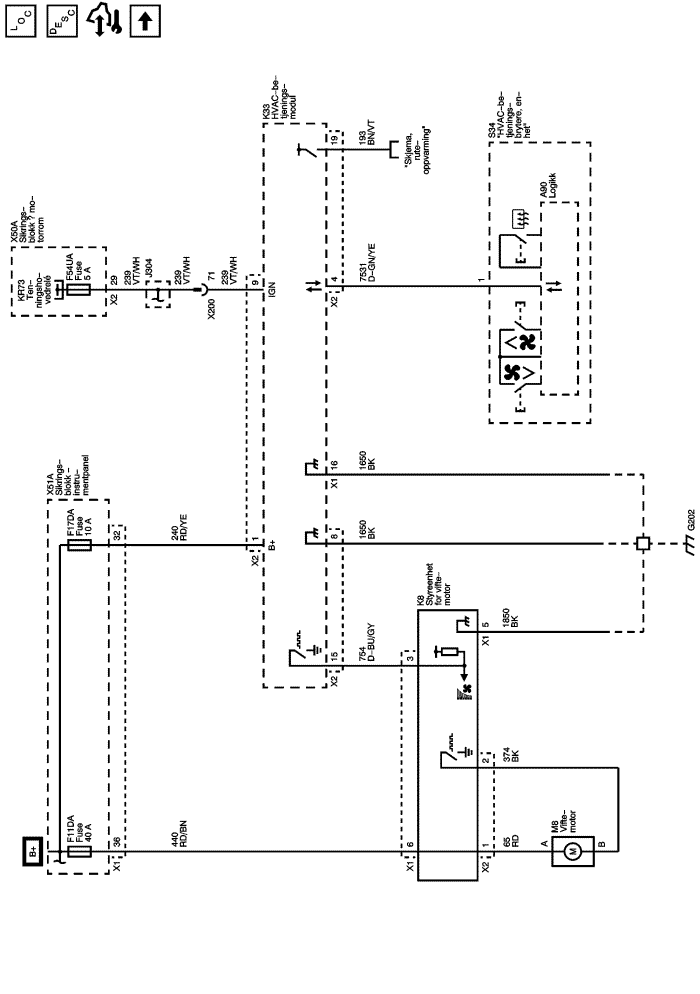 LOC
DESC
B+
X51A
Sikrings-
blokk –
instru-
mentpanel
F11DA
Fuse
40 A
F17DA
Fuse
10 A
X1
36
32
440
RD/BN
240
RD/YE
X50A
Sikrings-
blokk ? mo-
torrom
KR73
Ten-
ningsho-
vedrelé
F54UA
Fuse
5 A
X2
29
239
VT/WH
J304
239
VT/WH
X200
71
239
VT/WH
K33
HVAC–be-
tjenings-
modul
X2
1
9
B+
IGN
X2
15
8
X1
16
X2
4
19
754
D–BU/GY
1650
BK
1650
BK
7531
D–GN/YE
193
BN/VT
"Skjema,
rute-
oppvarming"
S34
"HVAC–be-
tjenings-
brytere, en-
het"
1
A90
Logikk
K8
Styreenhet
for vifte-
motor
X1
6
3
X2
1
2
X1
5
65
RD
374
BK
1850
BK
M8
Vifte-
motor
A
M
B
G202